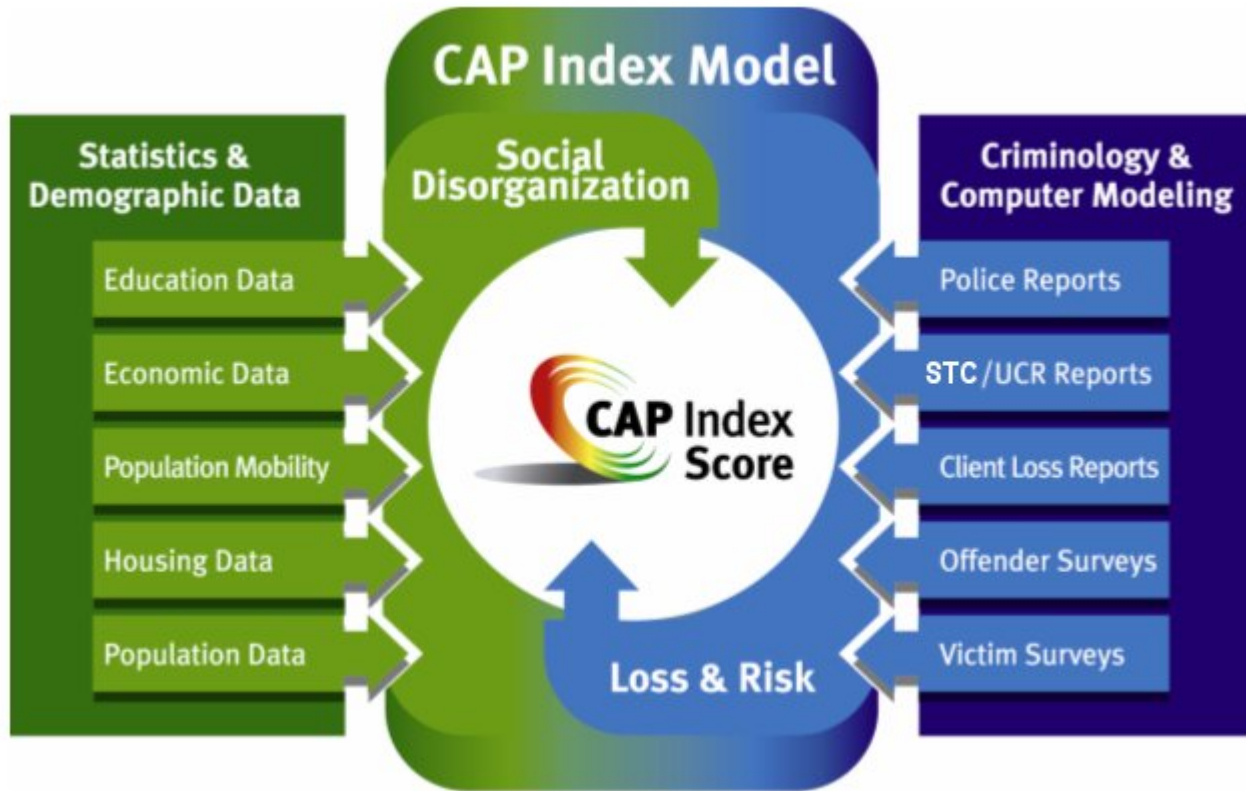 CAP Index Model
Statistics &
Demographic Data
Education Data
Economic Data
Population Mobility
Housing Data
Population Data
Social
Disorganization
CAP Index
Score
Loss & Risk
Criminology &
Computer Modeling
Police Reports
STC/UCR Reports
Client Loss Reports
Offender Surveys
Victim Surveys